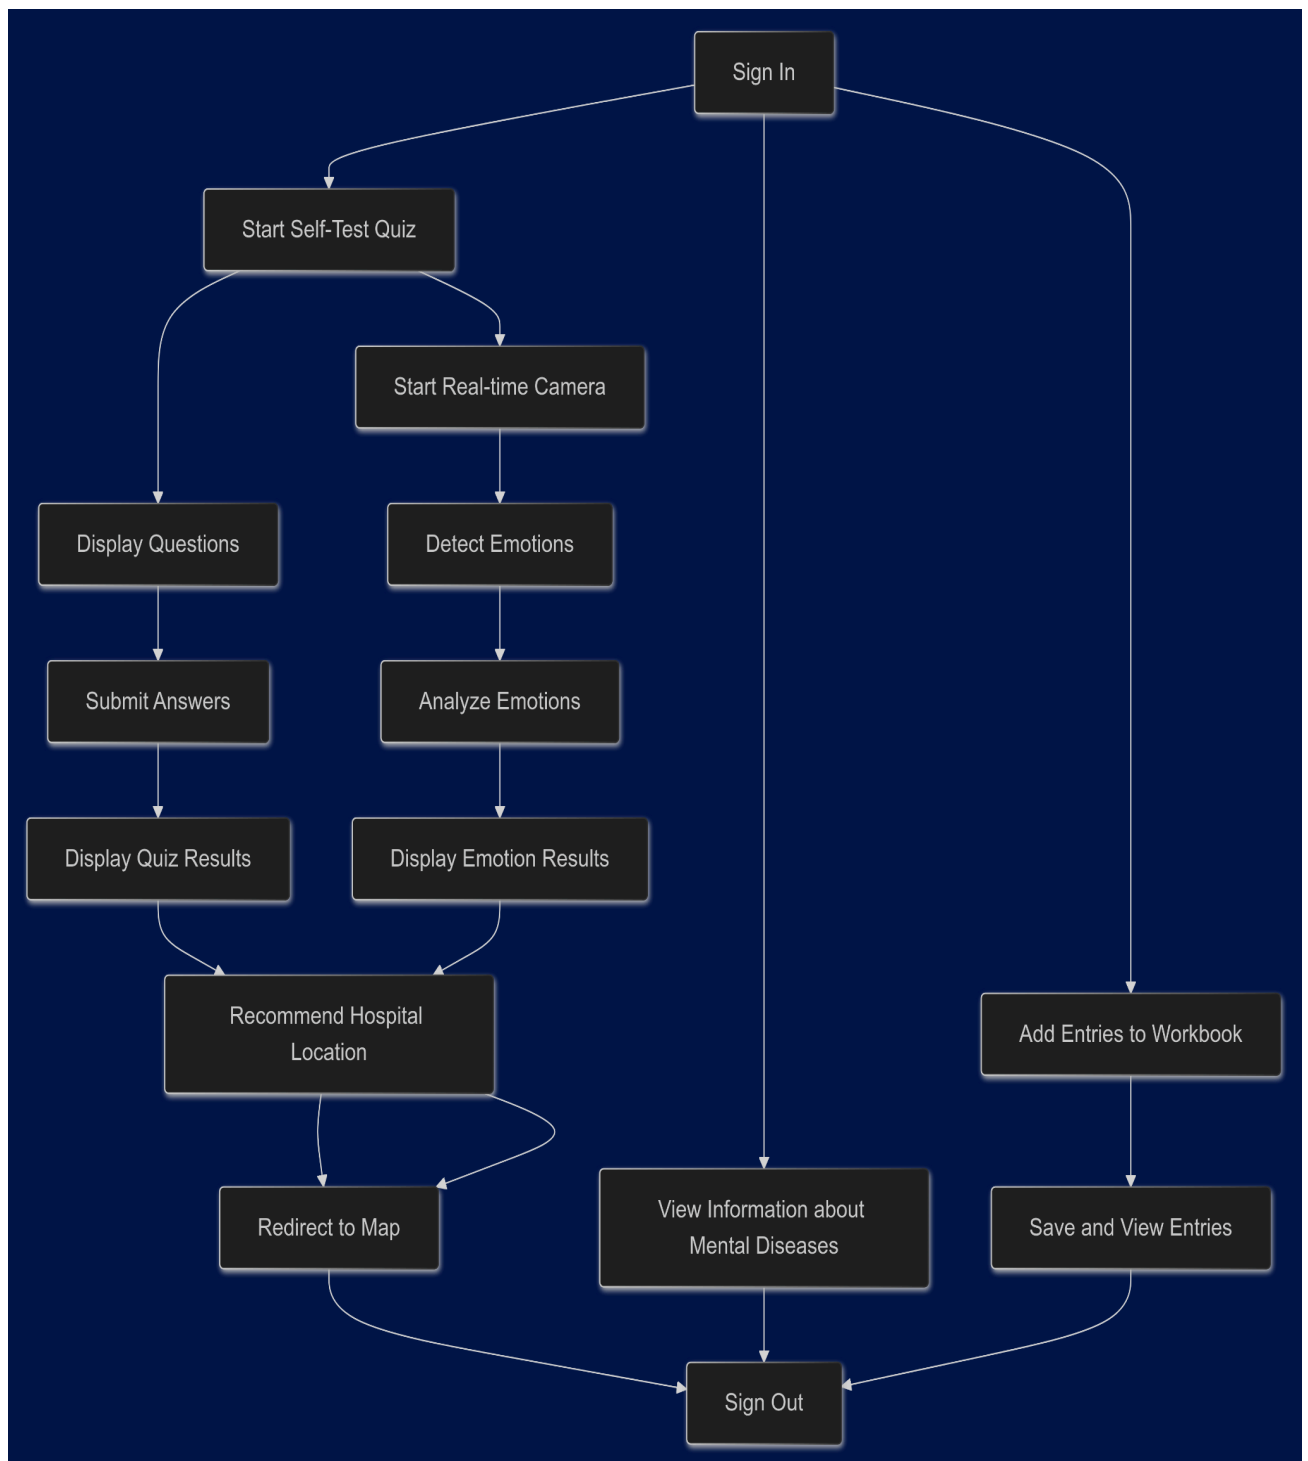 Sign In
Start Self-Test Quiz
Start Real-time Camera
Display Questions
Detect Emotions
Submit Answers
Analyze Emotions
Display Quiz Results
Display Emotion Results
Recommend Hospital
Location
Add Entries to Workbook
Redirect to Map
View Information about
Mental Diseases
Save and View Entries
Sign Out